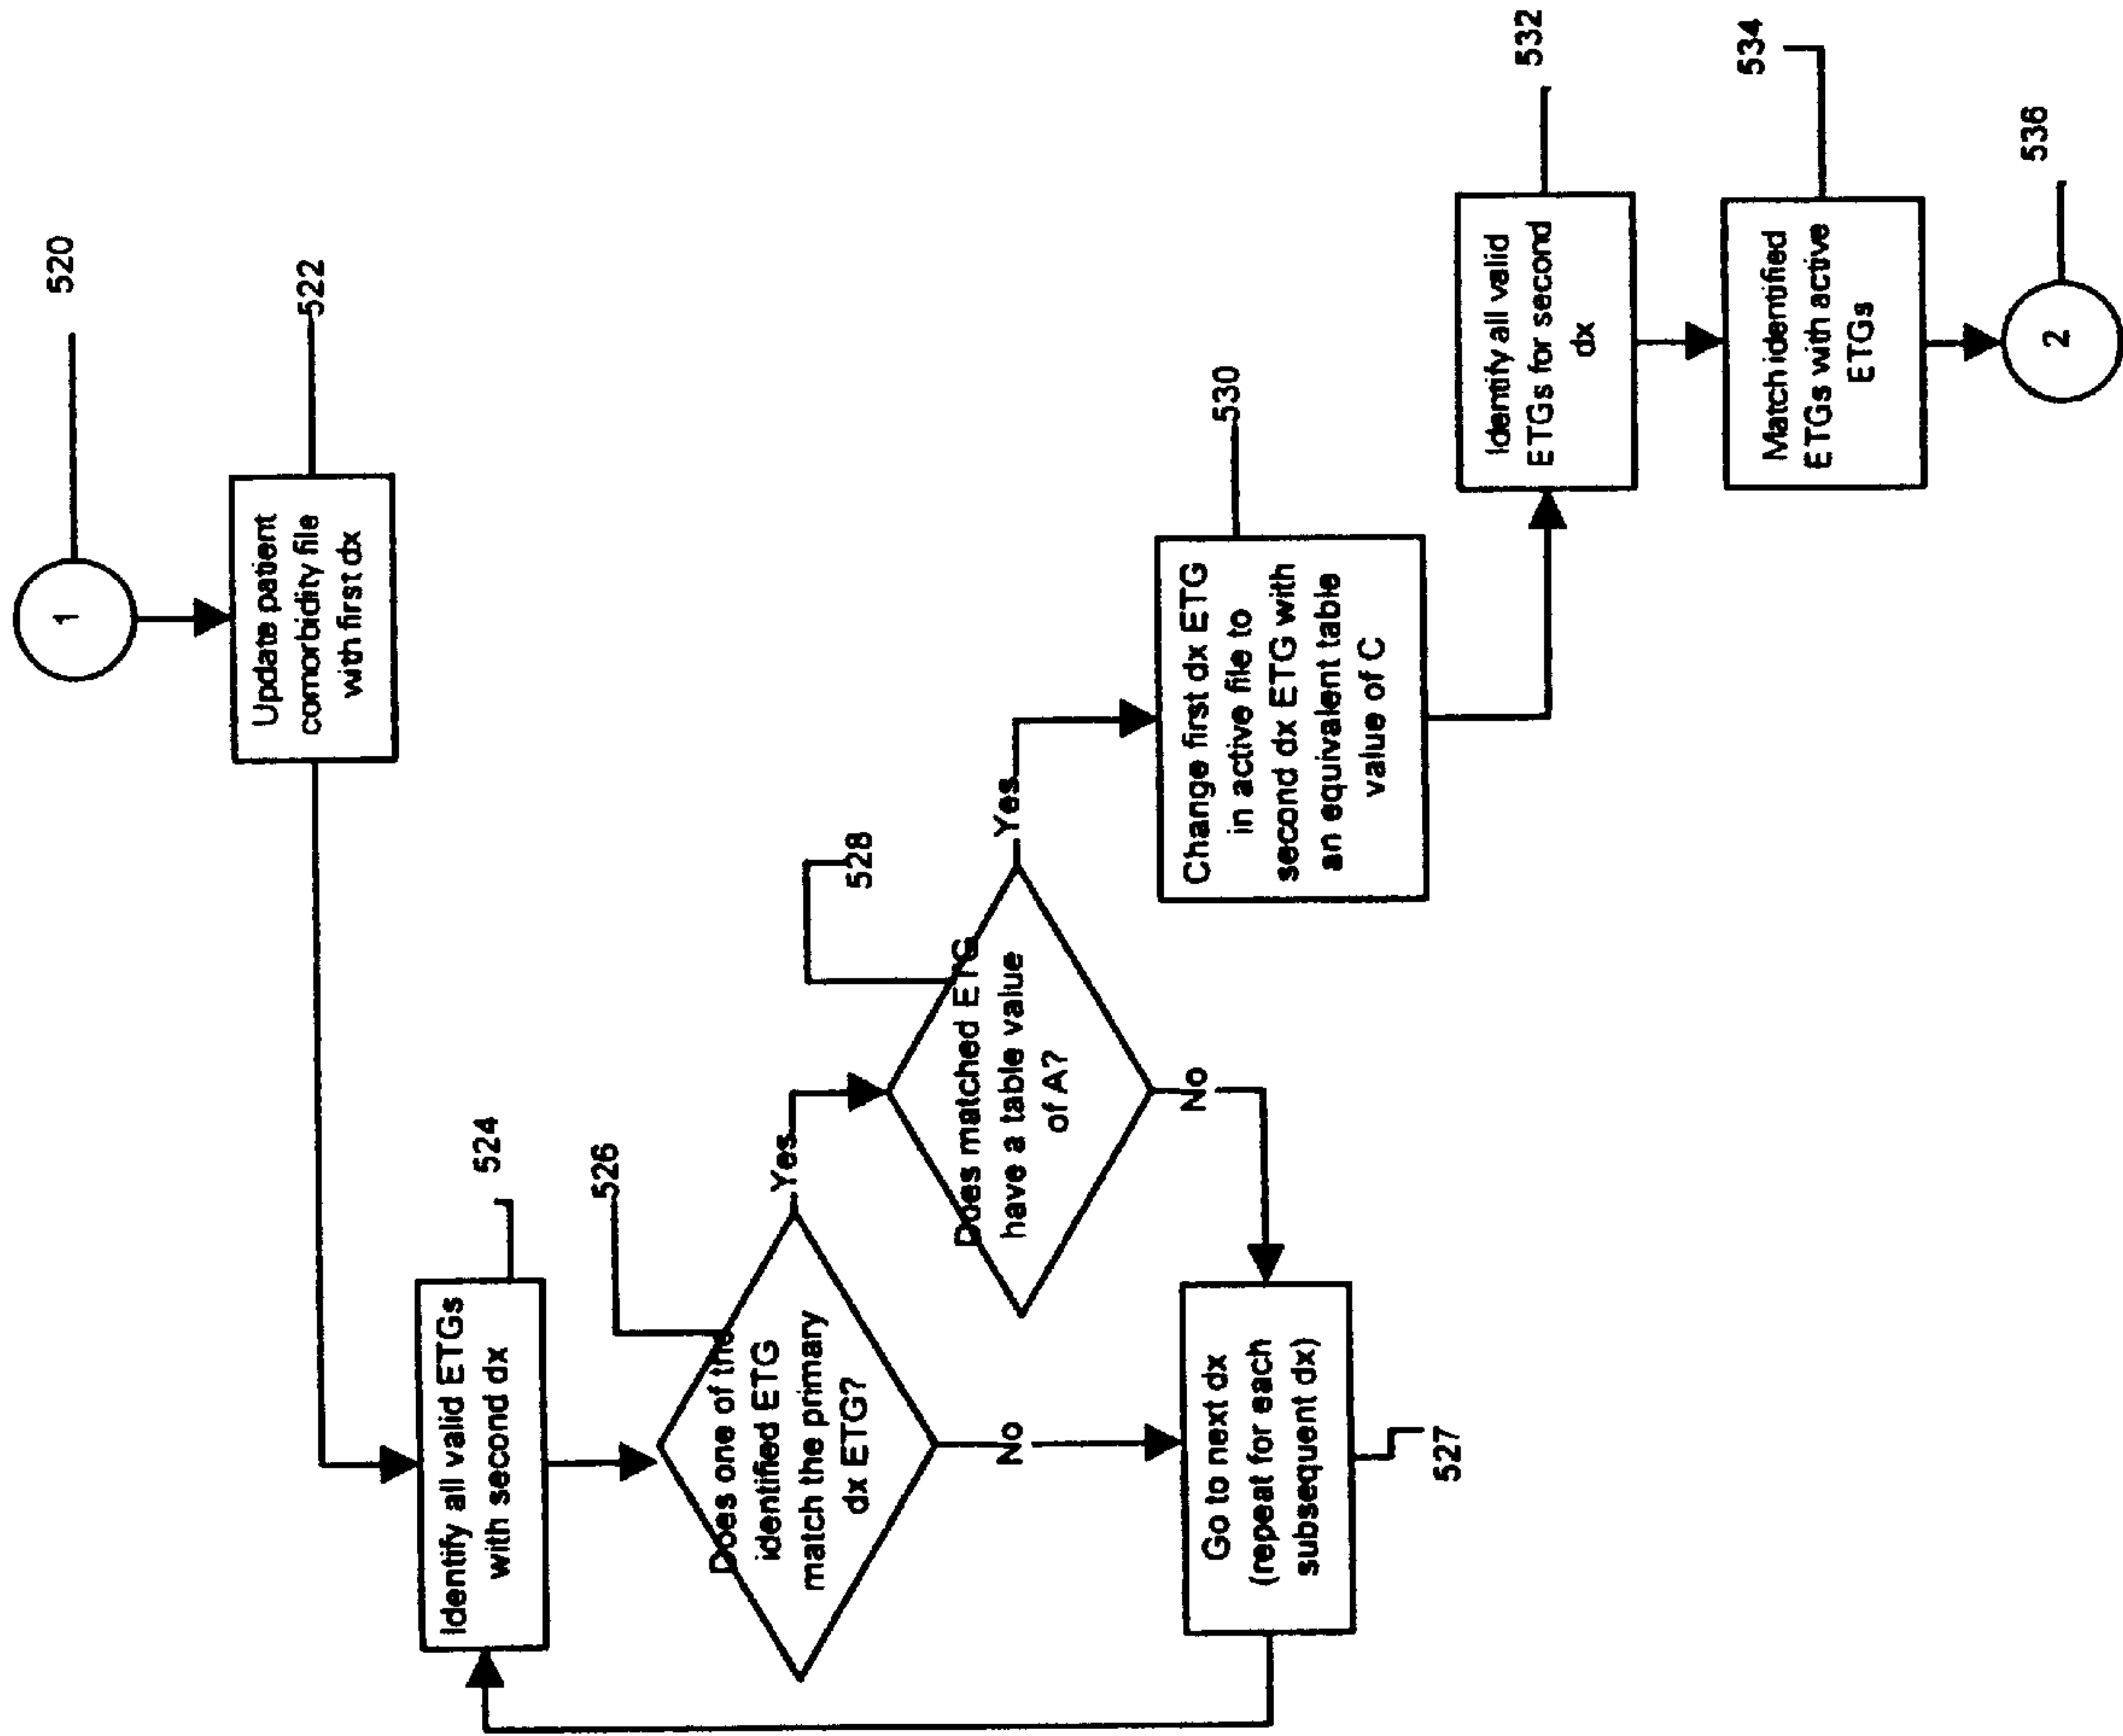 1
520
Update patient
comorbidity file
with first dx
522
Identify all valid ETGs
with second dx
524
Does one of the
identified ETG
match the primary
dx ETG?
526
Yes
No
Does matched ETG
have a table value
of A?
528
Yes
No
Go to next dx
(repeat for each
subsequent dx)
527
Change first dx ETG
in active file to
second dx ETG with
an equivalent table
value of C
530
Identify all valid
ETGs for second
dx
532
Match identified
ETGs with active
ETGs
534
2
536